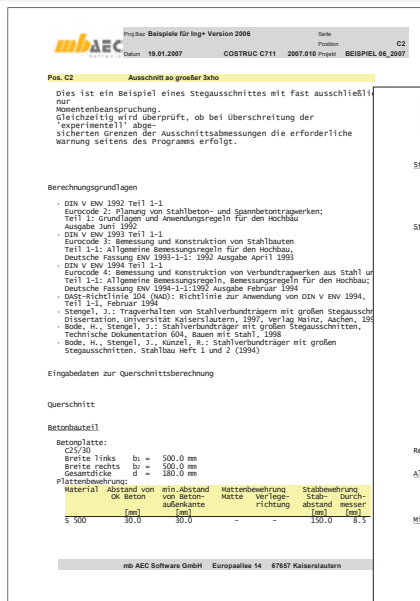 mbAEC
Software
Proj.Bez Beispiele für Ing+ Version 2006 Seite
Position C2
Datum 19.01.2007 COSTRUC C711 2007.010 Projekt BEISPIEL 06_2007
Pos. C2 Ausschnitt ao groeßer 3xho
Dies ist ein Beispiel eines Stegausschnittes mit fast
nur
Momentenbeanspruchung.
Gleichzeitig wird überprüft, ob bei Überschreitung der
'experimentell' abge-
sicherten Grenzen der Ausschnittsabmessungen die erforderliche
Warnung seitens des Programms erfolgt.
Berechnungsgrundlagen
· DIN V ENV 1992 Teil 1-1
Eurocode 2: Planung von Stahlbeton- und Spannbetontragwerken;
Teil 1: Grundlagen und Anwendungsregeln für den Hochbau
Ausgabe Juni 1992
· DIN V ENV 1993 Teil 1-1
Eurocode 3: Bemessung und Konstruktion von Stahlbauten
Teil 1-1: Allgemeine Bemessungsregeln für den Hochbau,
Deutsche Fassung ENV 1993-1-1: 1992 Ausgabe April 1993
· DIN V ENV 1994 Teil 1-1
Eurocode 4: Bemessung und Konstruktion von Verbundtragwerken aus Stahl
Teil 1-1: Allgemeine Bemessungsregeln, Bemessungsregeln für den Hochbau;
Deutsche Fassung ENV 1994-1-1:1992 Ausgabe Februar 1994
· DASt-Richtlinie 104 (NAD): Richtlinie zur Anwendung von DIN V ENV 1994,
Teil 1-1, Februar 1994
· Stengel, J.: Tragverhalten von Stahlverbundträgern mit großen
Dissertation, Universität Kaiserslautern, 1997, Verlag Mainz, Aachen,
· Bode, H., Stengel, J.: Stahlverbundträger mit großen Stegausschnitten,
Technische Dokumentation 604, Bauen mit Stahl, 1998
· Bode, H., Stengel, J., Künzel, R.: Stahlverbundträger mit großen
Stegausschnitten. Stahlbau Heft 1 und 2 (1994)
Eingabedaten zur Querschnittsberechnung
Querschnitt
Betonbauteil
Betonplatte:
C25/30
Breite links b₁ = 500.0 mm
Breite rechts b₂ = 500.0 mm
Gesamtdicke d = 180.0 mm
Plattenbewehrung:
Material Abstand von min.Abstand Mattenbewehrung Stabbewehrung
OK Beton von Beton- Matte Verlege- Stab- Durch-
außenkante richtung abstand messer
[mm] [mm] [mm] [mm]
S 500 30.0 30.0 - - 150.0 8.5
mb AEC Software GmbH Europaallee 14 67657 Kaiserslautern